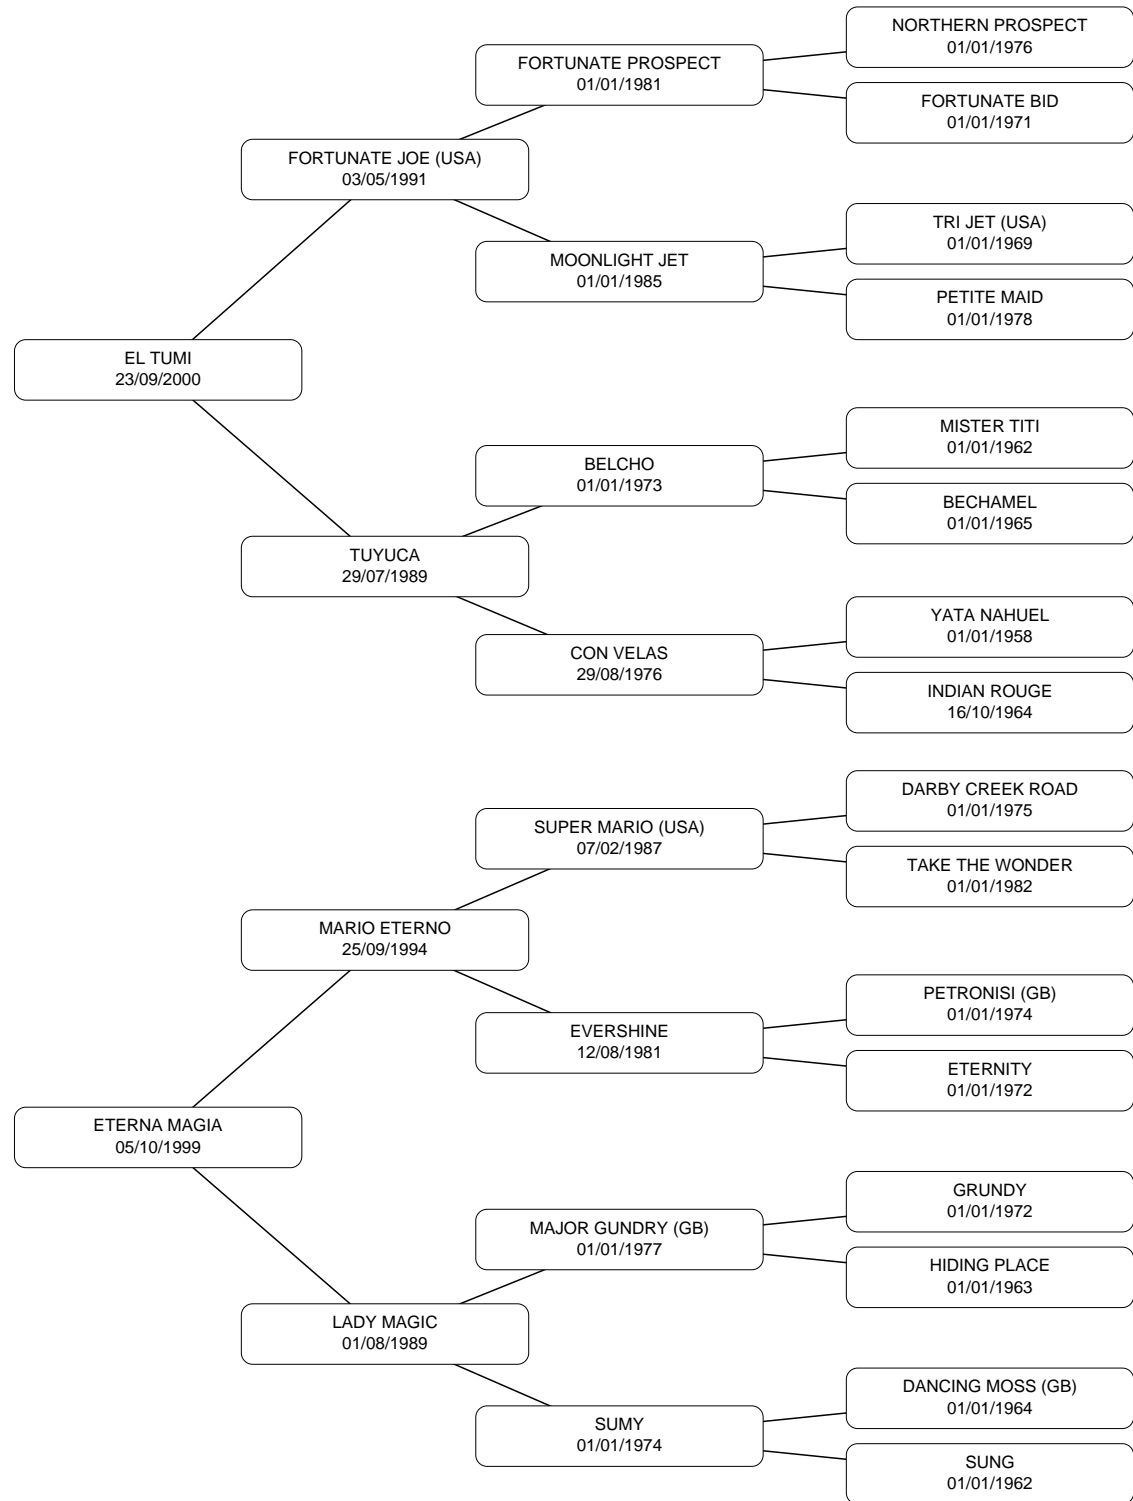 NORTHERN PROSPECT
01/01/1976
FORTUNATE PROSPECT
01/01/1981
FORTUNATE BID
01/01/1971
FORTUNATE JOE (USA)
03/05/1991
TRI JET (USA)
01/01/1969
MOONLIGHT JET
01/01/1985
PETITE MAID
01/01/1978
EL TUMI
23/09/2000
MISTER TITI
01/01/1962
BELCHO
01/01/1973
BECHAMEL
01/01/1965
TUYUCA
29/07/1989
YATA NAHUEL
01/01/1958
CON VELAS
29/08/1976
INDIAN ROUGE
16/10/1964
DARBY CREEK ROAD
01/01/1975
SUPER MARIO (USA)
07/02/1987
TAKE THE WONDER
01/01/1982
MARIO ETERNO
25/09/1994
PETRONISI (GB)
01/01/1974
EVERSHINE
12/08/1981
ETERNITY
01/01/1972
ETERNA MAGIA
05/10/1999
GRUNDY
01/01/1972
MAJOR GUNDRY (GB)
01/01/1977
HIDING PLACE
01/01/1963
LADY MAGIC
01/08/1989
DANCING MOSS (GB)
01/01/1964
SUMY
01/01/1974
SUNG
01/01/1962